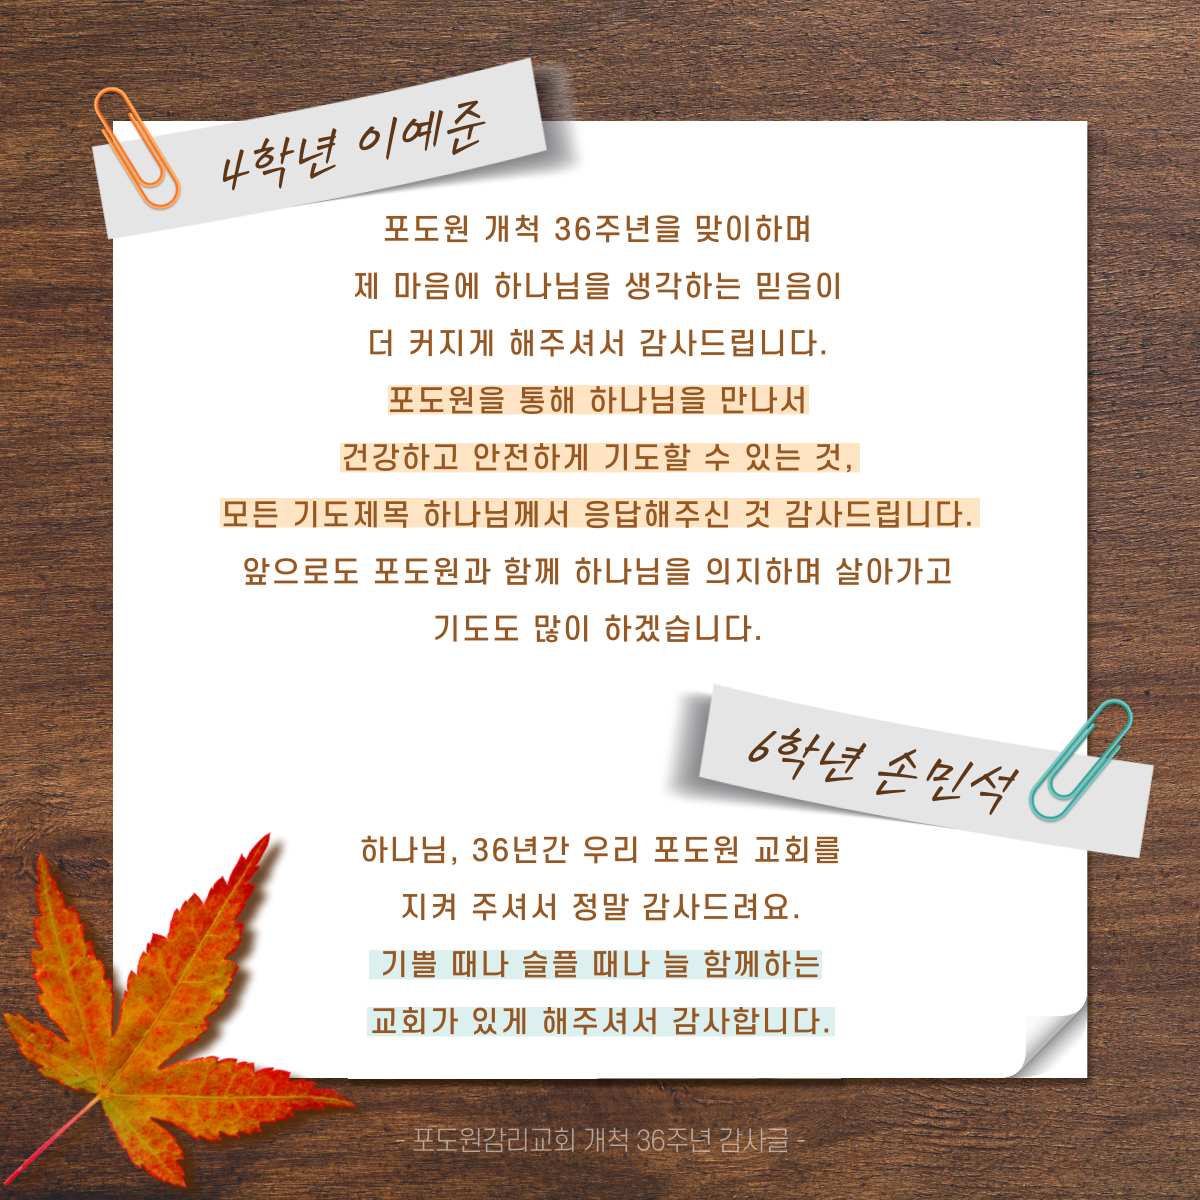 4학년 이예준
포도원 개척 36주년을 맞이하며
제 마음에 하나님을 생각하는 믿음이
더 커지게 해주셔서 감사드립니다.
포도원을 통해 하나님을 만나서
건강하고 안전하게 기도할 수 있는 것,
모든 기도제목 하나님께서 응답해주신 것 감사드립니다.
앞으로도 포도원과 함께 하나님을 의지하며 살아가고
기도도 많이 하겠습니다.
6학년 손민석
하나님, 36년간 우리 포도원 교회를
지켜 주셔서 정말 감사드려요.
기쁠 때나 슬플 때나 늘 함께하는
교회가 있게 해주셔서 감사합니다.
- 포도원감리교회 개척 36주년 감사글 -